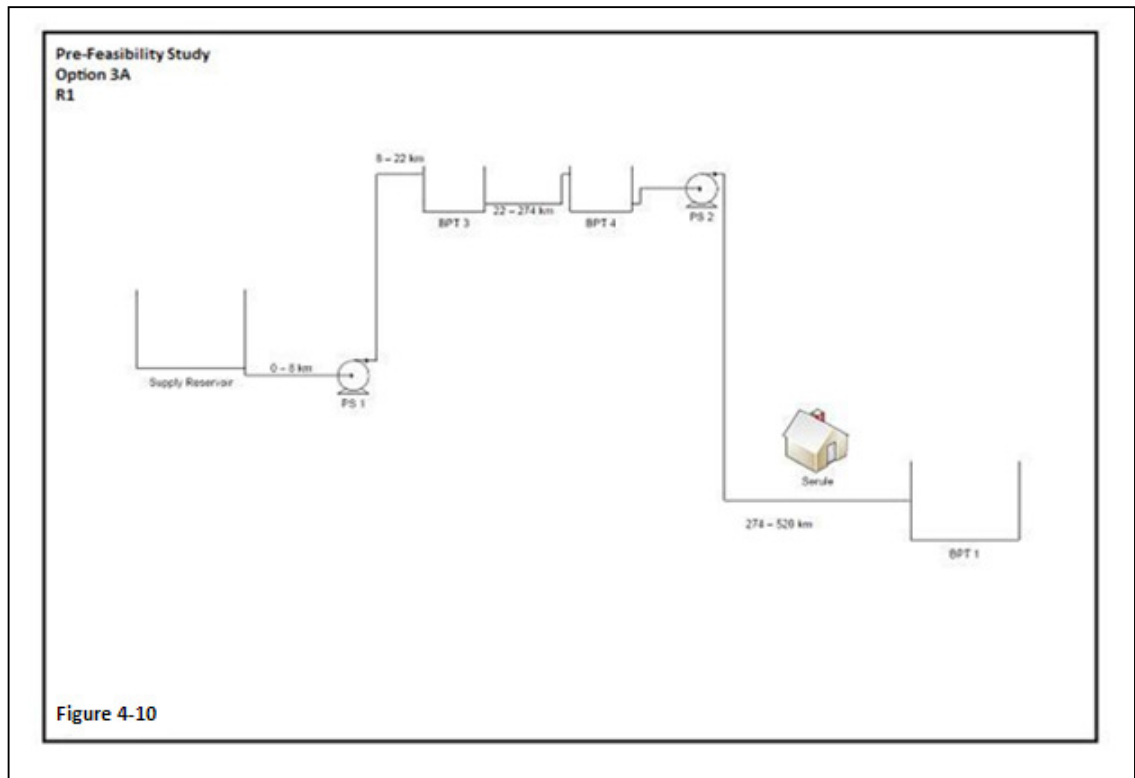 Pre-Feasibility Study
Option 3A
R1
8 – 22 km
BPT 3
22 – 274 km
BPT 4
PS 2
Supply Reservoir
0 – 8 km
PS 1
Serule
274 – 520 km
BPT 1
Figure 4-10